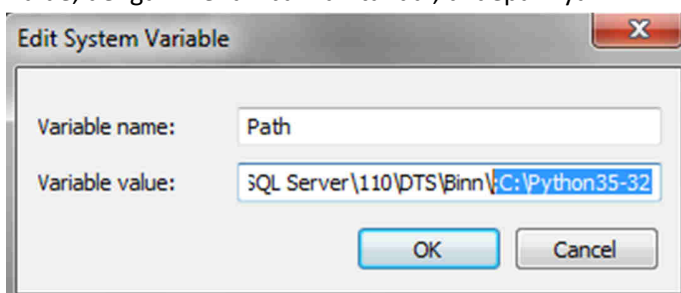 Edit System Variable
Variable name:
Path
Variable value:
SQL Server\110\DTS\Binn\;C:\Python35-32
OK
Cancel